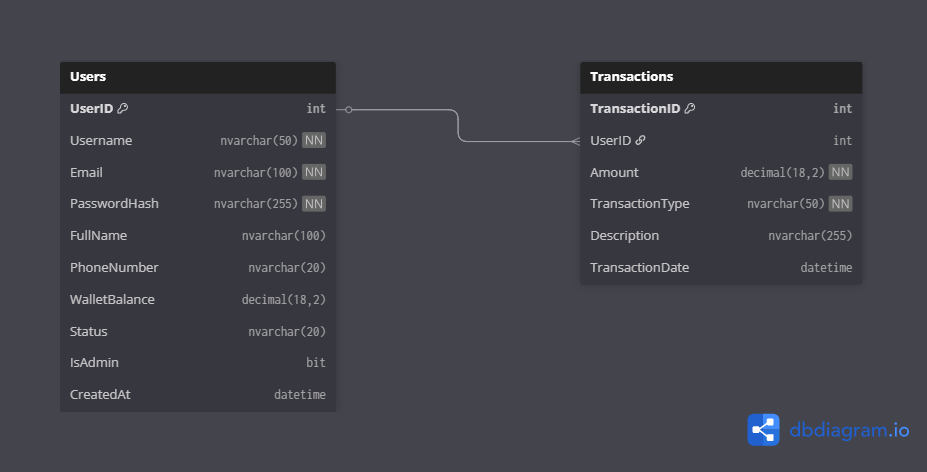 Users
UserID int
Username nvarchar(50) NN
Email nvarchar(100) NN
PasswordHash nvarchar(255) NN
FullName nvarchar(100)
PhoneNumber nvarchar(20)
WalletBalance decimal(18,2)
Status nvarchar(20)
IsAdmin bit
CreatedAt datetime
Transactions
TransactionID int
UserID int
Amount decimal(18,2) NN
TransactionType nvarchar(50) NN
Description nvarchar(255)
TransactionDate datetime
dbdiagram.io